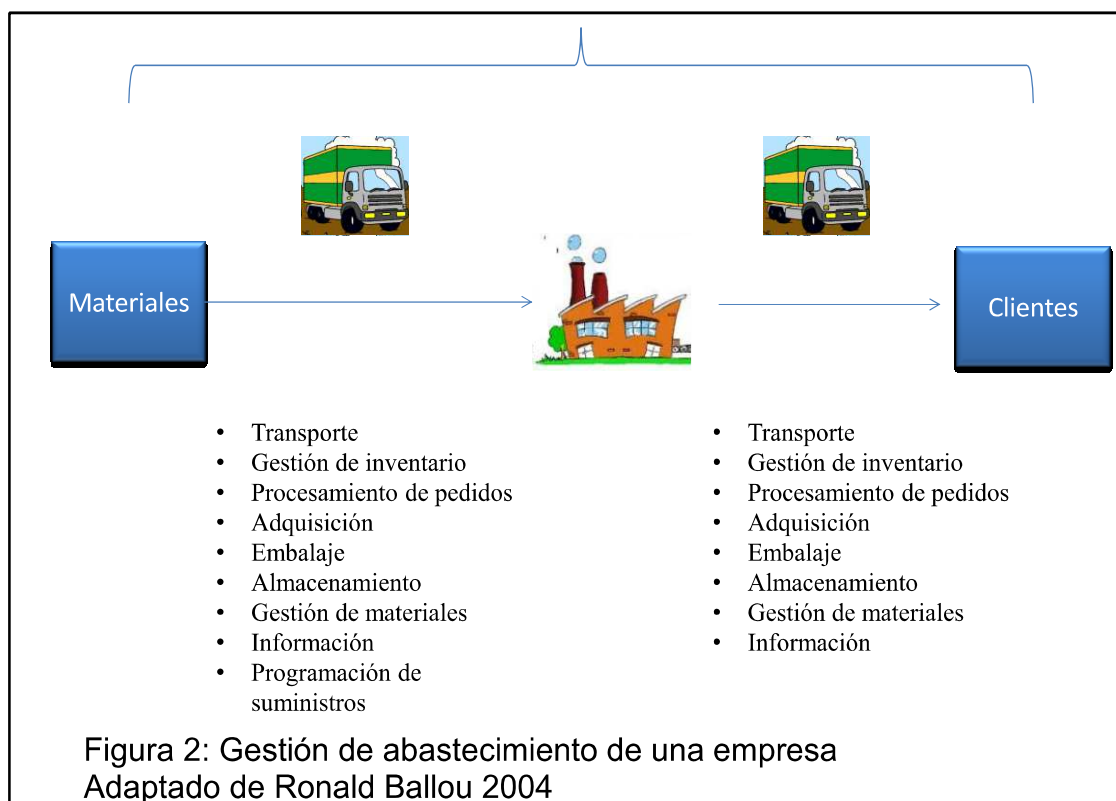 Materiales
Clientes
• Transporte
• Gestión de inventario
• Procesamiento de pedidos
• Adquisición
• Embalaje
• Almacenamiento
• Gestión de materiales
• Información
• Programación de
suministros
• Transporte
• Gestión de inventario
• Procesamiento de pedidos
• Adquisición
• Embalaje
• Almacenamiento
• Gestión de materiales
• Información
Figura 2: Gestión de abastecimiento de una empresa
Adaptado de Ronald Ballou 2004